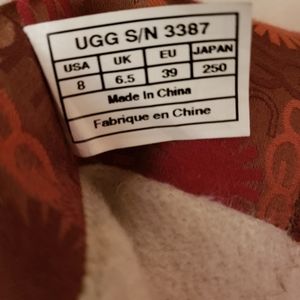 UGG S/N 3387
USA UK EU JAPAN
8 6.5 39 250
Made In China
Fabrique en Chine